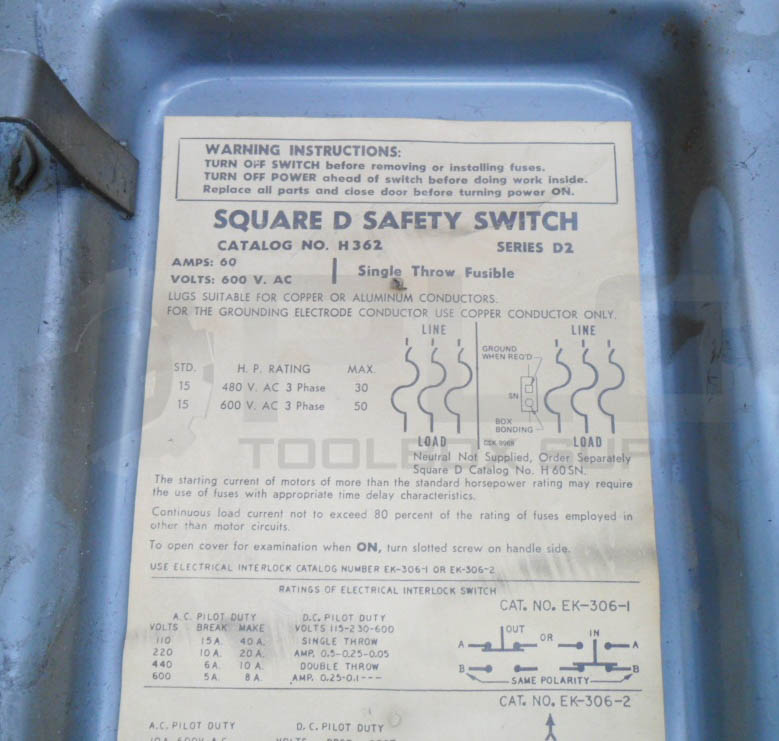 WARNING INSTRUCTIONS:
TURN OFF SWITCH before removing or installing fuses.
TURN OFF POWER ahead of switch before doing work inside.
Replace all parts and close door before turning power ON.
SQUARE D SAFETY SWITCH
CATALOG NO. H362 SERIES D2
AMPS: 60
VOLTS: 600 V. AC
Single Throw Fusible
LUGS SUITABLE FOR COPPER OR ALUMINUM CONDUCTORS.
FOR THE GROUNDING ELECTRODE CONDUCTOR USE COPPER CONDUCTOR ONLY.
STD. H.P. RATING MAX.
15 480 V. AC 3 Phase 30
15 600 V. AC 3 Phase 50
LINE
LOAD
LINE
GROUND
WHEN REQ'D
SN
BOX
BONDING
LOAD
Neutral Not Supplied, Order Separately
Square D Catalog No. H60SN.
The starting current of motors of more than the standard horsepower rating may require
the use of fuses with appropriate time delay characteristics.
Continuous load current not to exceed 80 percent of the rating of fuses employed in
other than motor circuits.
To open cover for examination when ON, turn slotted screw on handle side.
USE ELECTRICAL INTERLOCK CATALOG NUMBER EK-306-1 OR EK-306-2
RATINGS OF ELECTRICAL INTERLOCK SWITCH
A.C. PILOT DUTY D.C. PILOT DUTY
VOLTS BREAK MAKE VOLTS 115-230-600
110 15A. 40A. SINGLE THROW
220 10A. 20A. AMP. 0.5-0.25-0.05
440 6A. 10A. DOUBLE THROW
600 5A. 8A. AMP. 0.25-0.1---
CAT. NO. EK-306-1
OUT OR IN
A A
B B
SAME POLARITY
CAT. NO. EK-306-2
A.C. PILOT DUTY D.C. PILOT DUTY
PLC
TOOLBOX SUPPLY